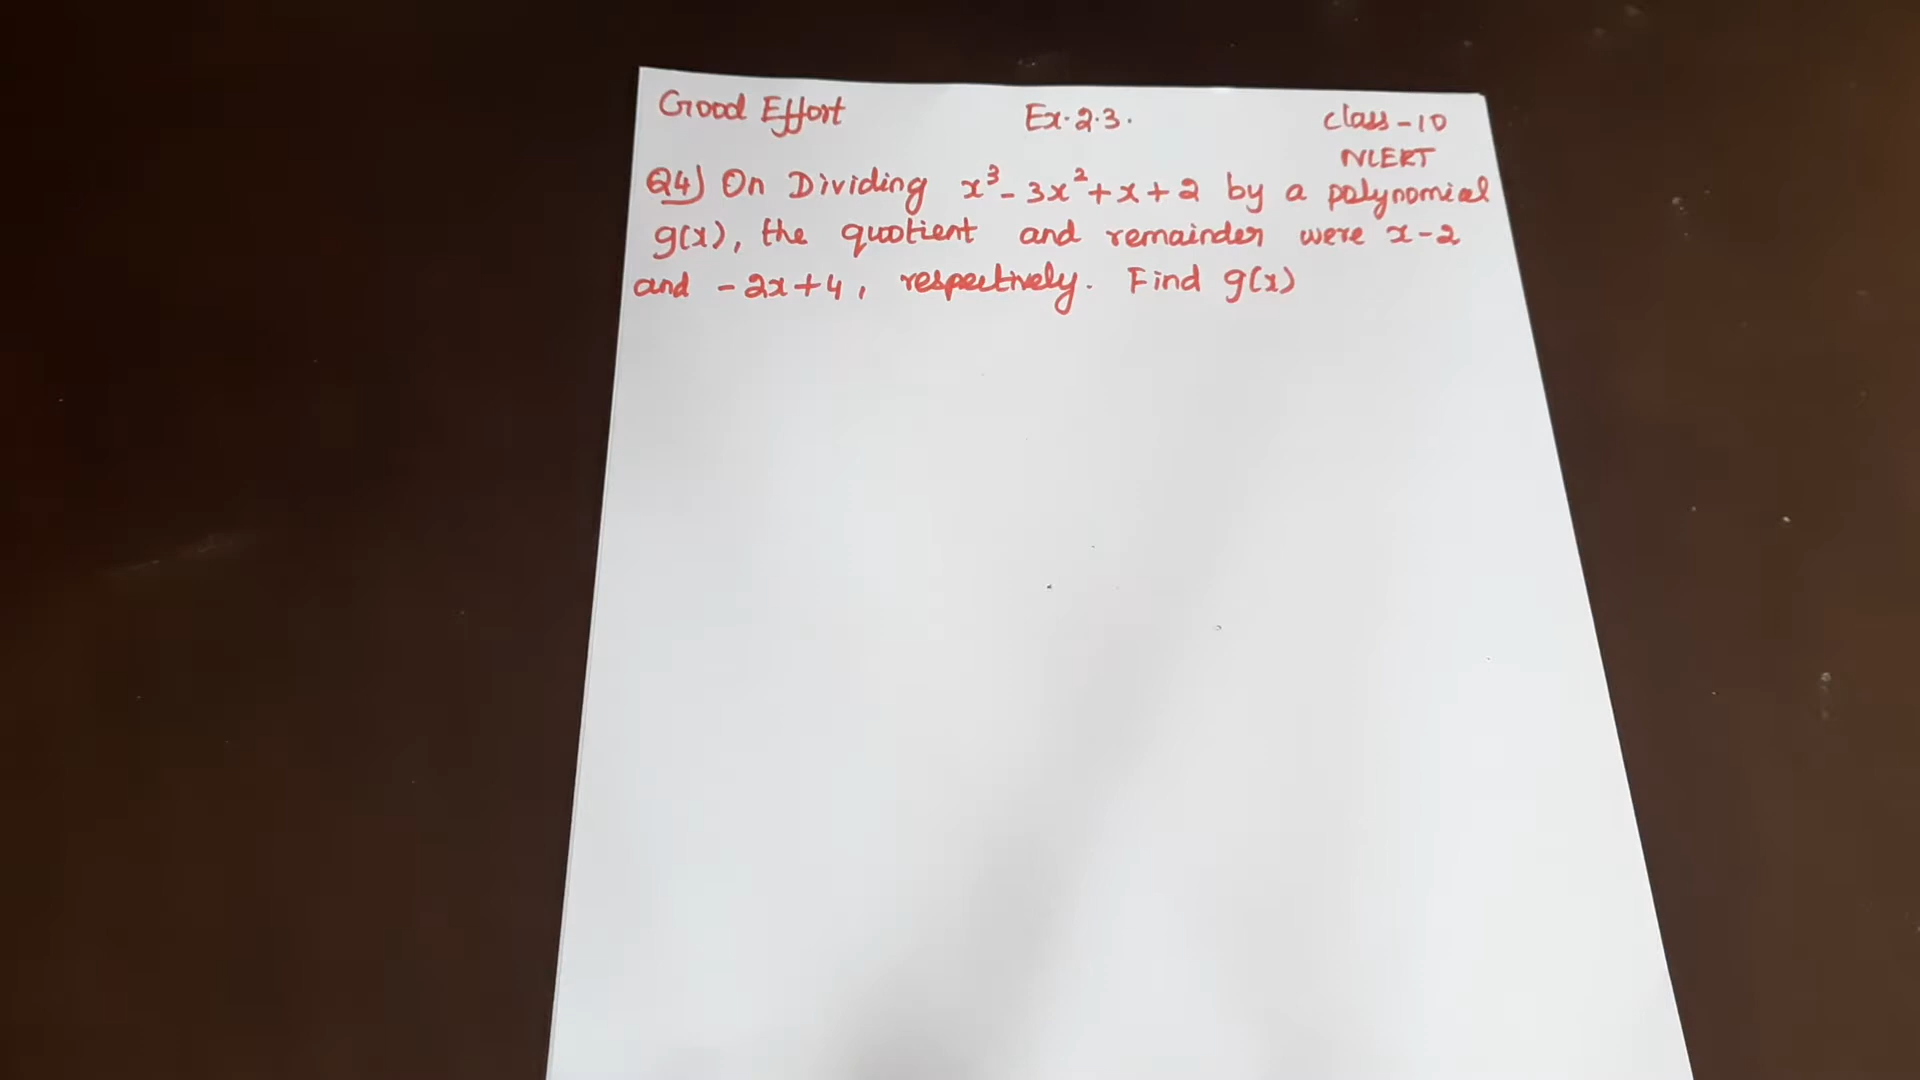 Good Effort Ex.2.3. Class-10
NCERT
Q4) On Dividing x³-3x²+x+2 by a polynomial
g(x), the quotient and remainder were x-2
and -2x+4, respectively. Find g(x)